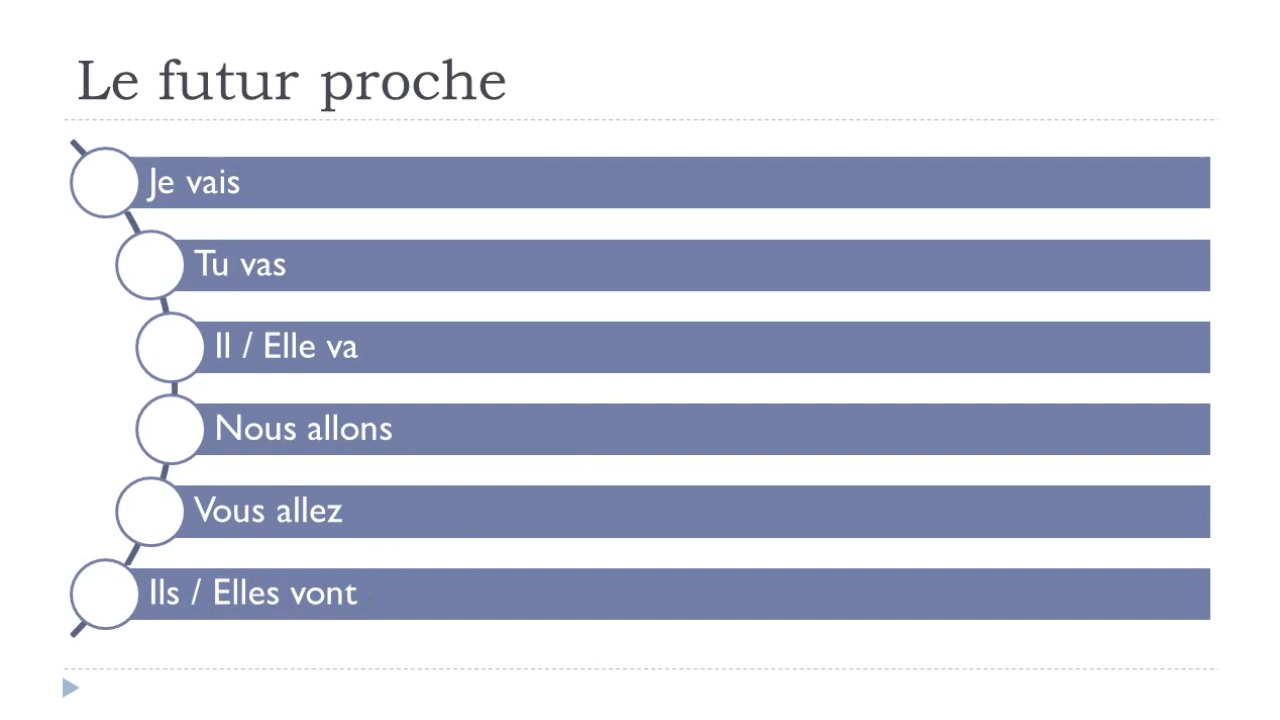 Le futur proche
Je vais
Tu vas
Il / Elle va
Nous allons
Vous allez
Ils / Elles vont